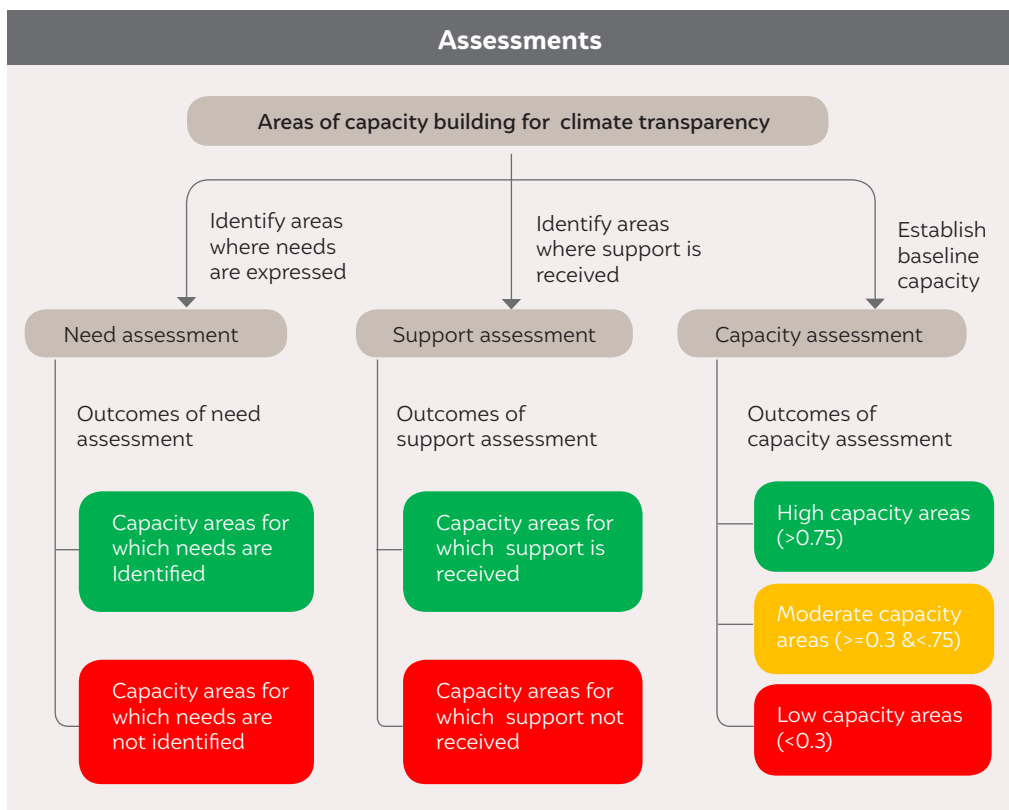 Assessments
Areas of capacity building for climate transparency
Identify areas
where needs
are expressed
Identify areas
where support is
received
Establish
baseline
capacity
Need assessment
Support assessment
Capacity assessment
Outcomes of need
assessment
Outcomes of
support assessment
Outcomes of
capacity assessment
Capacity areas for
which needs are
Identified
Capacity areas for
which support is
received
High capacity areas
(>0.75)
Moderate capacity
areas (>=0.3 &<.75)
Capacity areas for
which needs are
not identified
Capacity areas for
which support not
received
Low capacity areas
(<0.3)